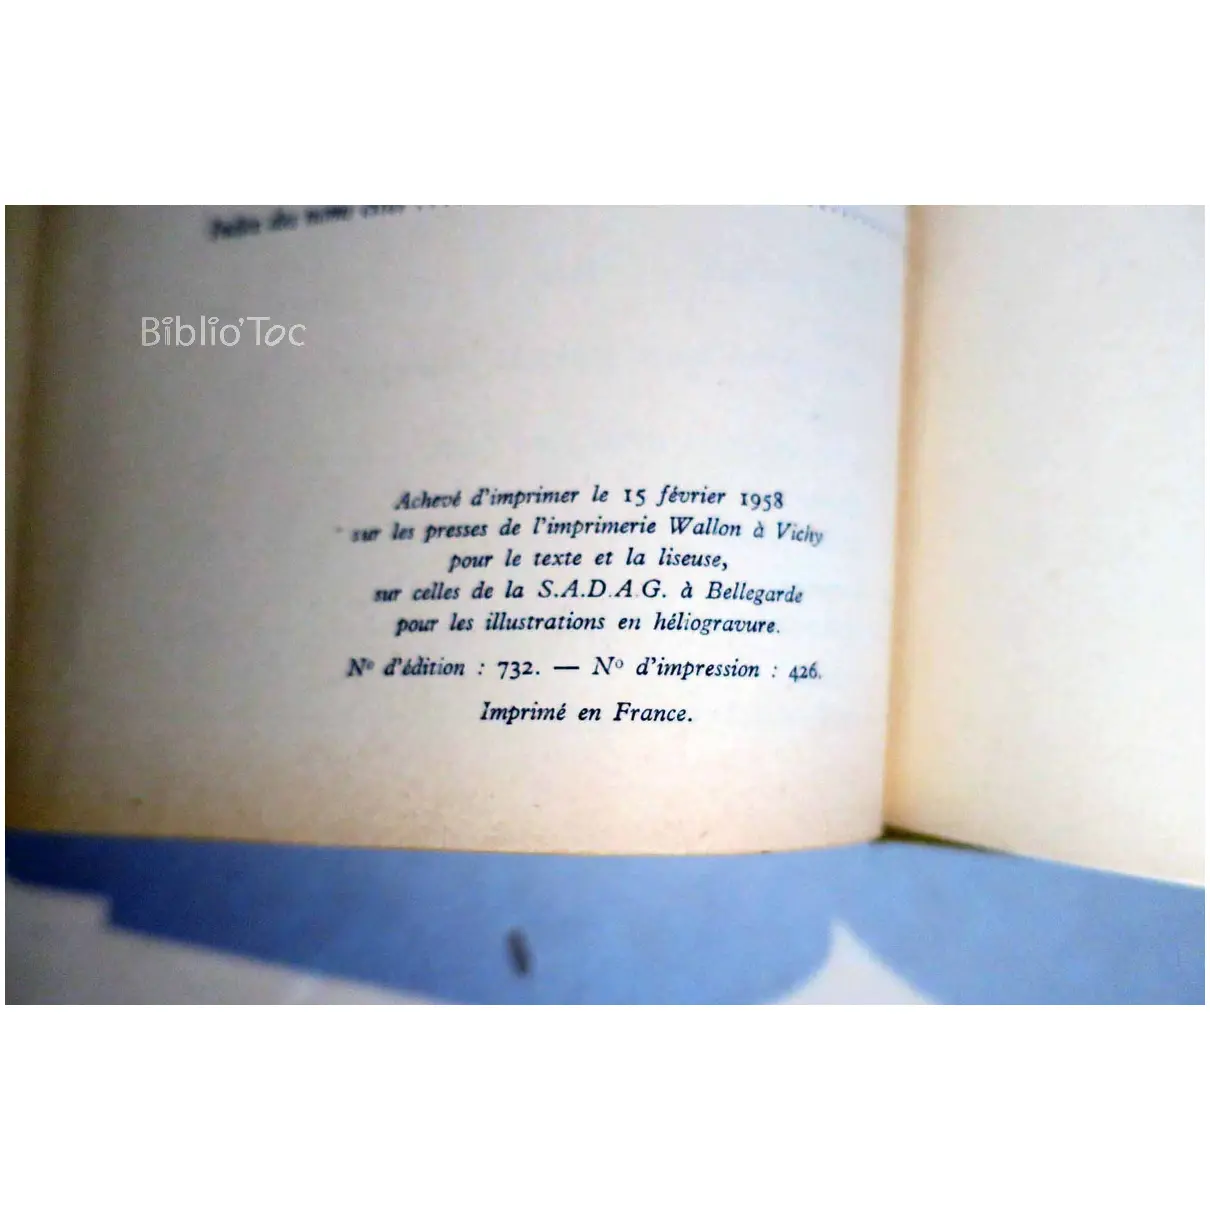 Biblio'Toc
Achevé d'imprimer le 15 février 1958
sur les presses de l'imprimerie Wallon à Vichy
pour le texte et la liseuse,
sur celles de la S.A.D.A.G. à Bellegarde
pour les illustrations en héliogravure.
N° d'édition : 732. — N° d'impression : 426.
Imprimé en France.